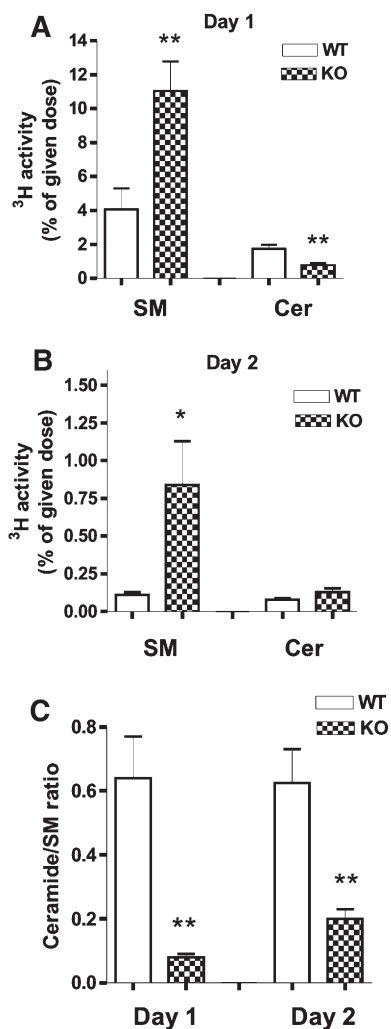 A
Day 1
**
WT
KO
14
12
10
8
6
4
2
0
³H activity
(% of given dose)
**
SM
Cer
B
Day 2
WT
KO
1.50
1.25
1.00
0.75
0.50
0.25
0.00
³H activity
(% of given dose)
*
SM
Cer
C
WT
KO
0.8
0.6
0.4
0.2
0.0
Ceramide/SM ratio
**
**
Day 1
Day 2